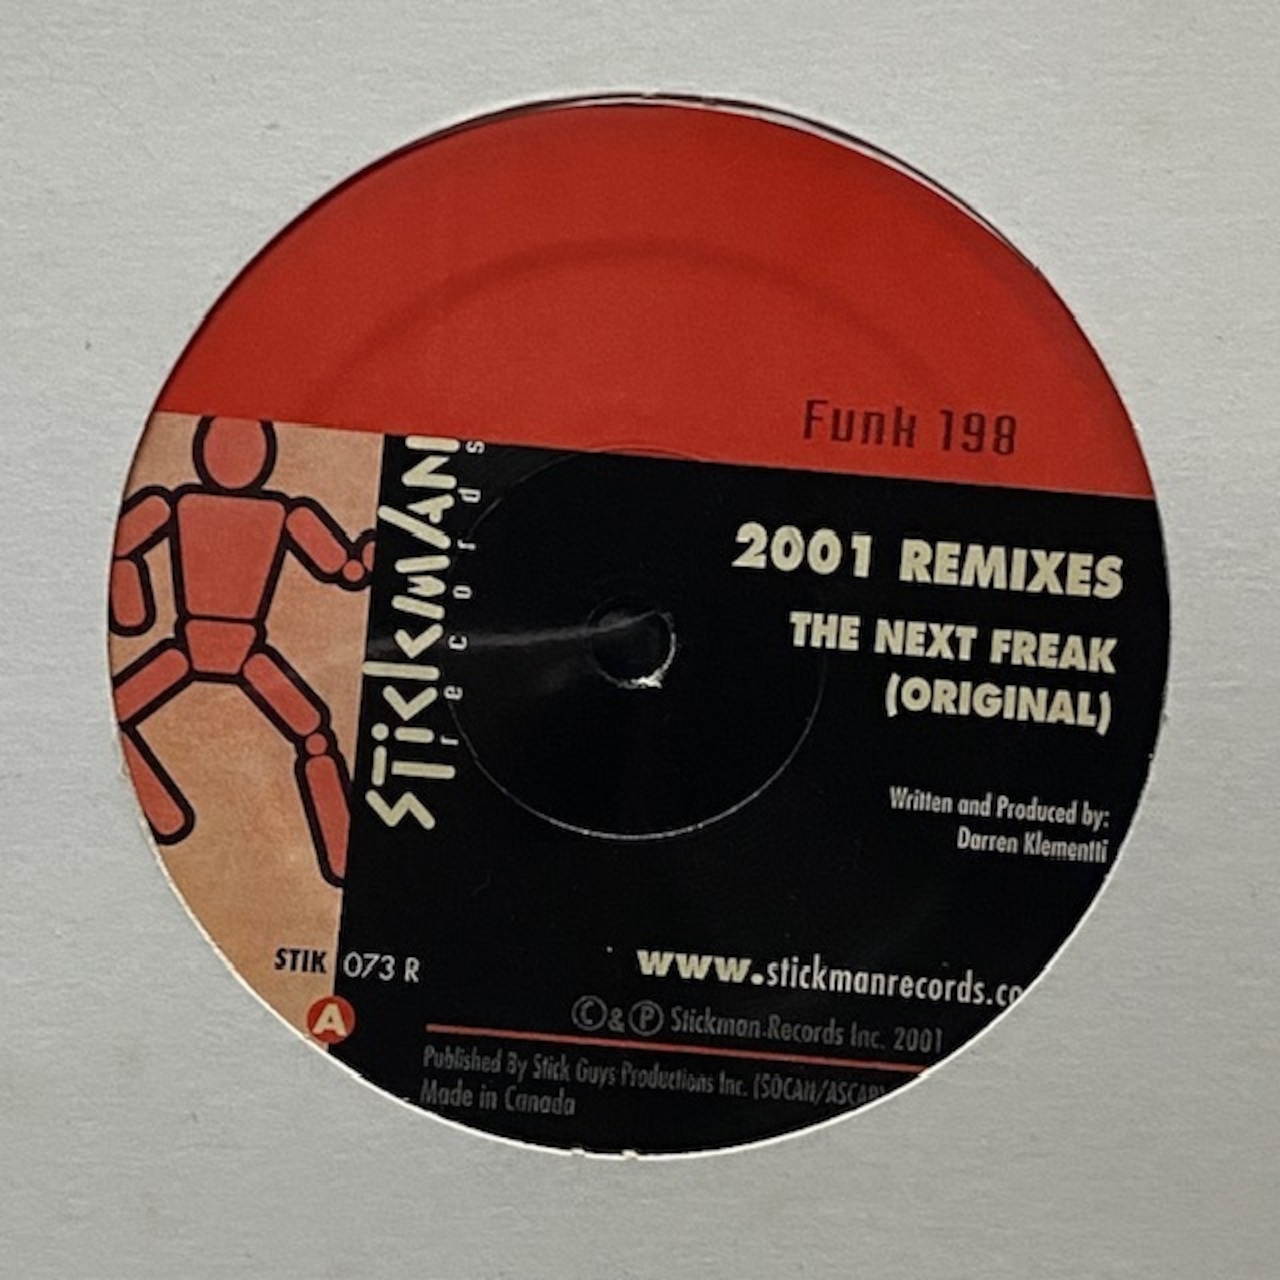 Funk 198
STiCKMAN
records
2001 REMIXES
THE NEXT FREAK
(ORIGINAL)
Written and Produced by:
Darren Klementti
STIK 073 R
A
www.stickmanrecords.co
©&℗ Stickman Records Inc. 2001
Published By Stick Guys Productions Inc. (SOCAN/ASCAP)
Made in Canada